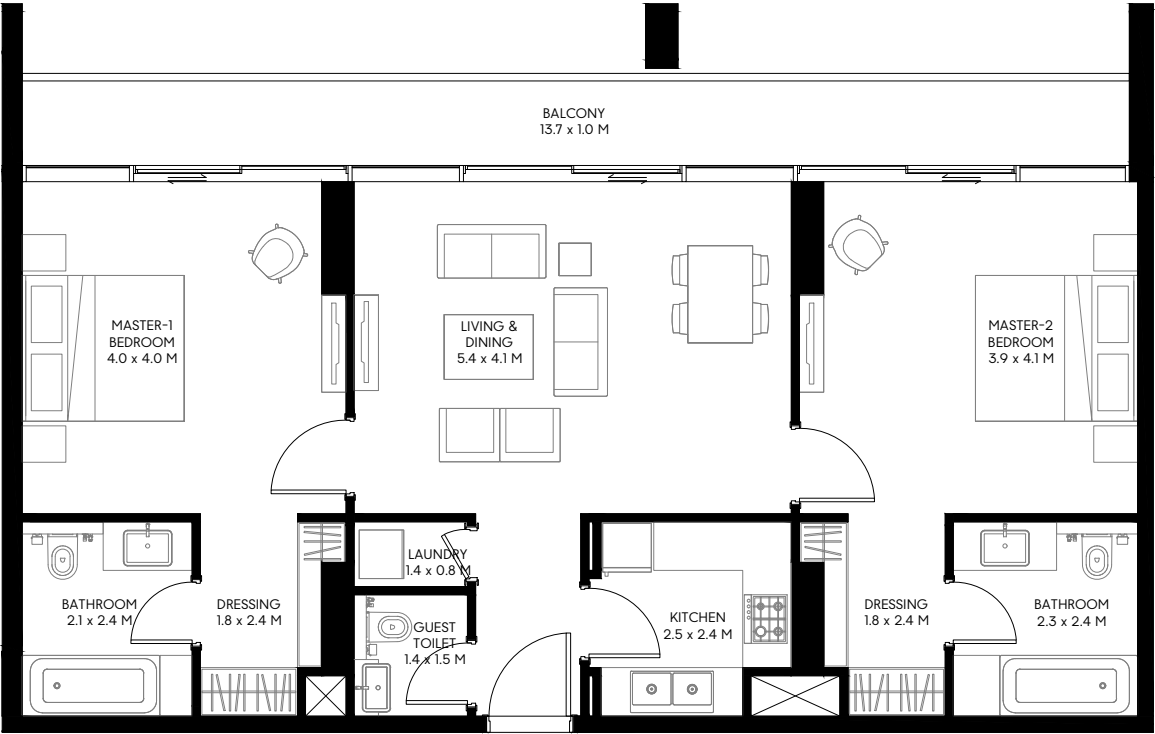 BALCONY
13.7 x 1.0 M
MASTER-1
BEDROOM
4.0 x 4.0 M
LIVING &
DINING
5.4 x 4.1 M
MASTER-2
BEDROOM
3.9 x 4.1 M
LAUNDRY
1.4 x 0.8 M
BATHROOM
2.1 x 2.4 M
DRESSING
1.8 x 2.4 M
GUEST
TOILET
1.4 x 1.5 M
KITCHEN
2.5 x 2.4 M
DRESSING
1.8 x 2.4 M
BATHROOM
2.3 x 2.4 M